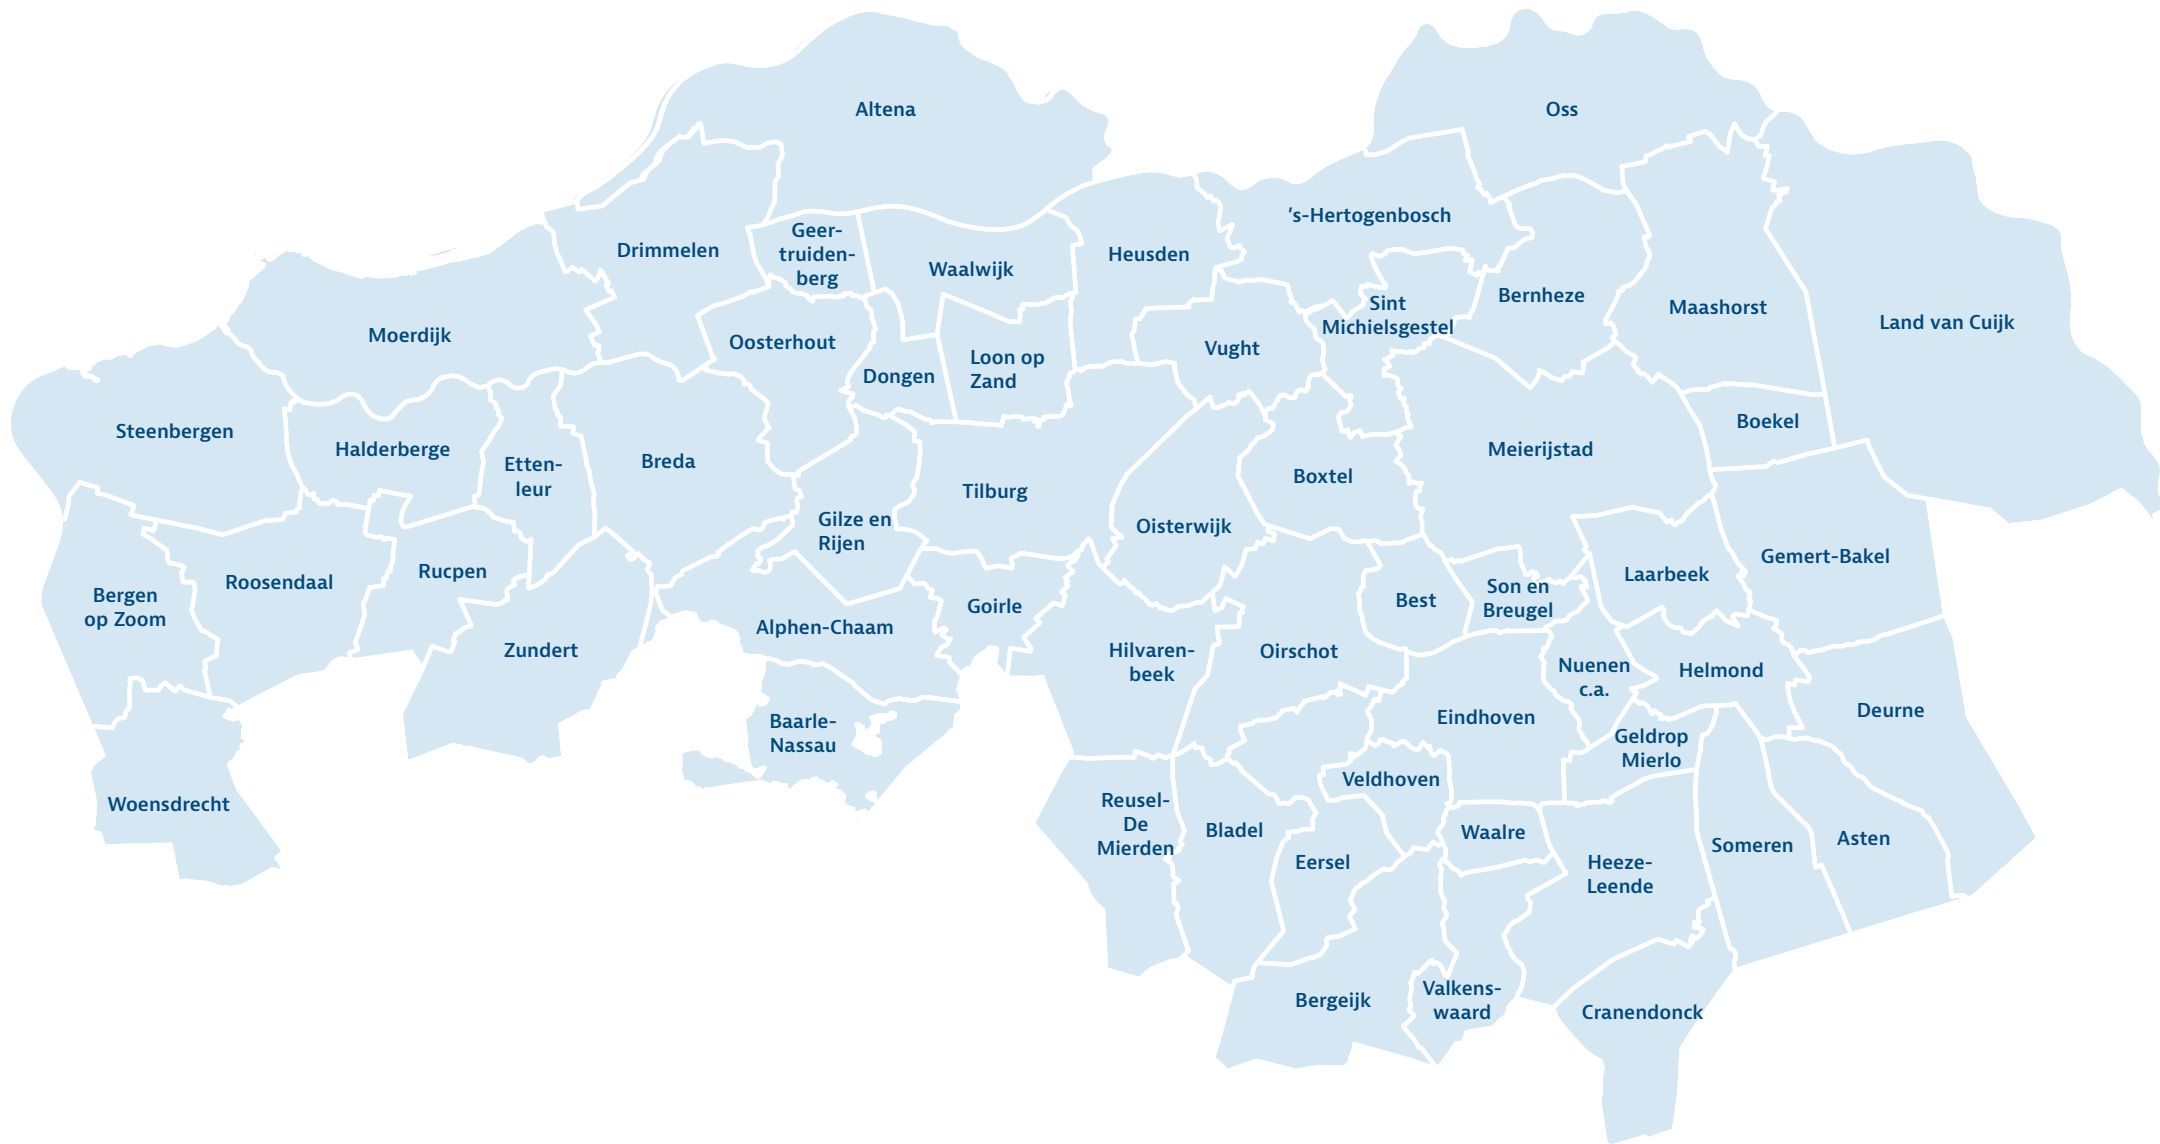 Altena
Oss
's-Hertogenbosch
Geer-
truiden-
berg
Drimmelen
Heusden
Waalwijk
Bernheze
Sint
Michielsgestel
Maashorst
Land van Cuijk
Moerdijk
Oosterhout
Vught
Loon op
Zand
Dongen
Boekel
Steenbergen
Halderberge
Meierijstad
Breda
Etten-
leur
Boxtel
Tilburg
Gilze en
Rijen
Oisterwijk
Gemert-Bakel
Rucpen
Laarbeek
Roosendaal
Son en
Breugel
Bergen
op Zoom
Best
Goirle
Alphen-Chaam
Zundert
Hilvaren-
beek
Oirschot
Nuenen
c.a.
Helmond
Deurne
Eindhoven
Baarle-
Nassau
Geldrop
Mierlo
Veldhoven
Woensdrecht
Reusel-
De
Mierden
Bladel
Waalre
Asten
Someren
Eersel
Heeze-
Leende
Valkens-
waard
Bergeijk
Cranendonck